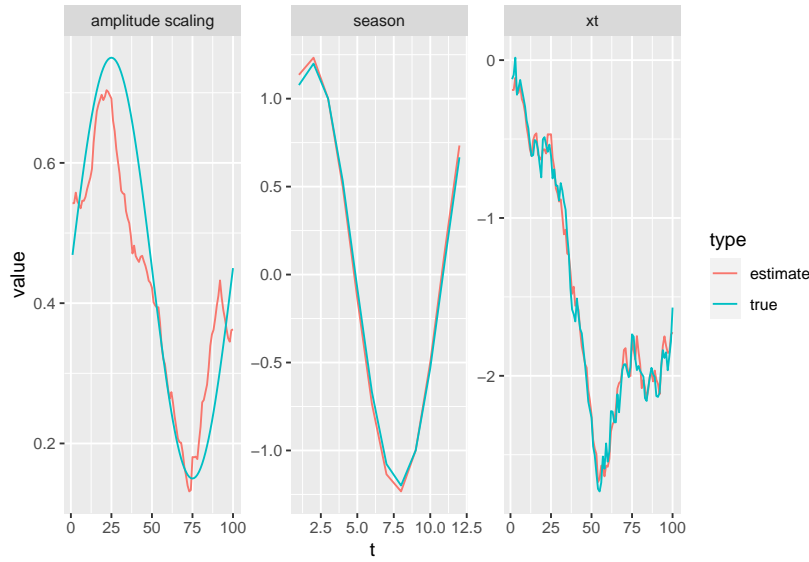 amplitude scaling
season
xt
value
0.6
0.4
0.2
1.0
0.5
0.0
−0.5
−1.0
0
−1
−2
0 25 50 75 100
2.5 5.0 7.5 10.0 12.5
0 25 50 75 100
t
type
estimate
true